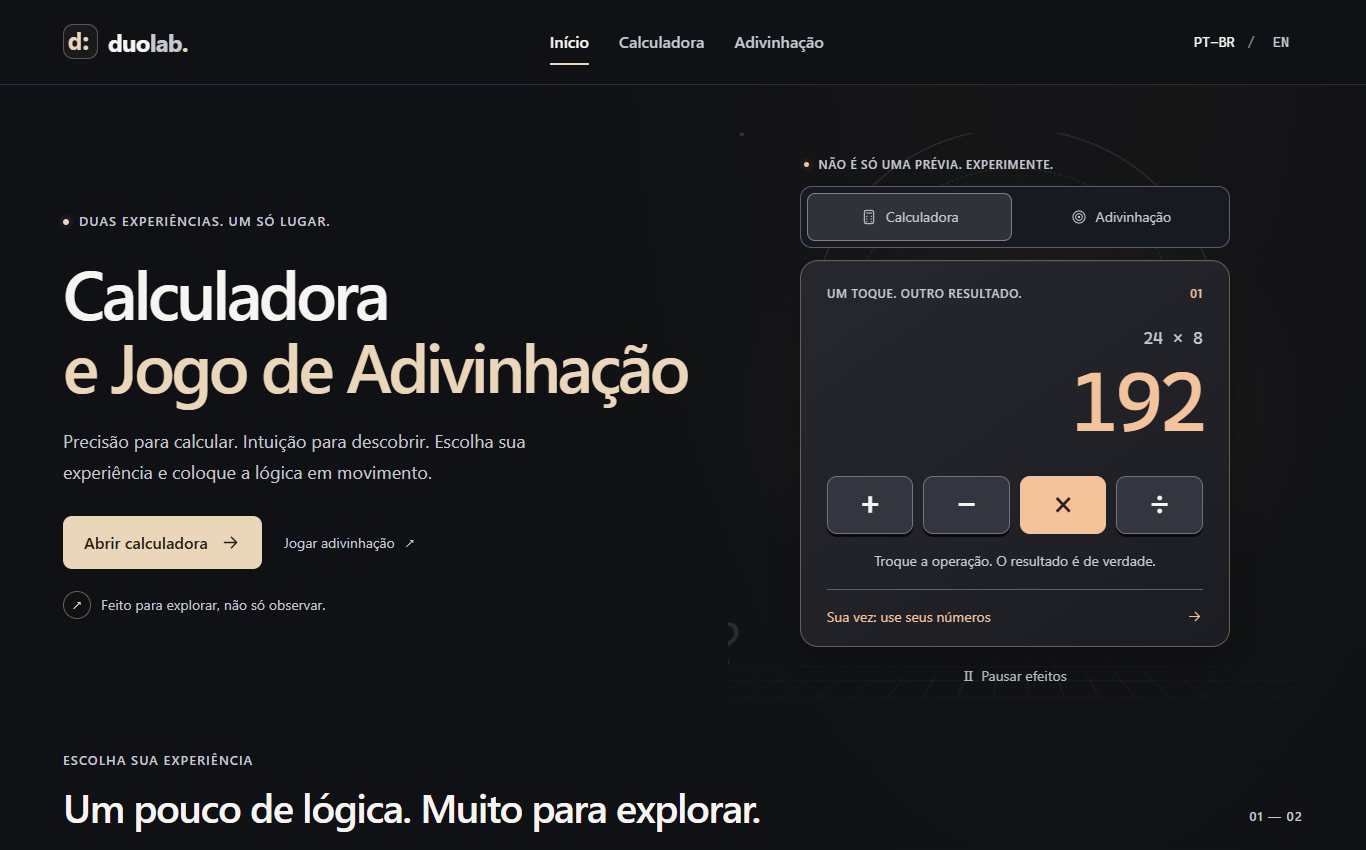 d: duolab.
Início Calculadora Adivinhação
PT-BR / EN
DUAS EXPERIÊNCIAS. UM SÓ LUGAR.
Calculadora
e Jogo de Adivinhação
Precisão para calcular. Intuição para descobrir. Escolha sua
experiência e coloque a lógica em movimento.
Abrir calculadora →
Jogar adivinhação ↗
↗ Feito para explorar, não só observar.
NÃO É SÓ UMA PRÉVIA. EXPERIMENTE.
Calculadora Adivinhação
UM TOQUE. OUTRO RESULTADO. 01
24 × 8
192
+ − × ÷
Troque a operação. O resultado é de verdade.
Sua vez: use seus números →
Pausar efeitos
ESCOLHA SUA EXPERIÊNCIA
Um pouco de lógica. Muito para explorar.
01 — 02